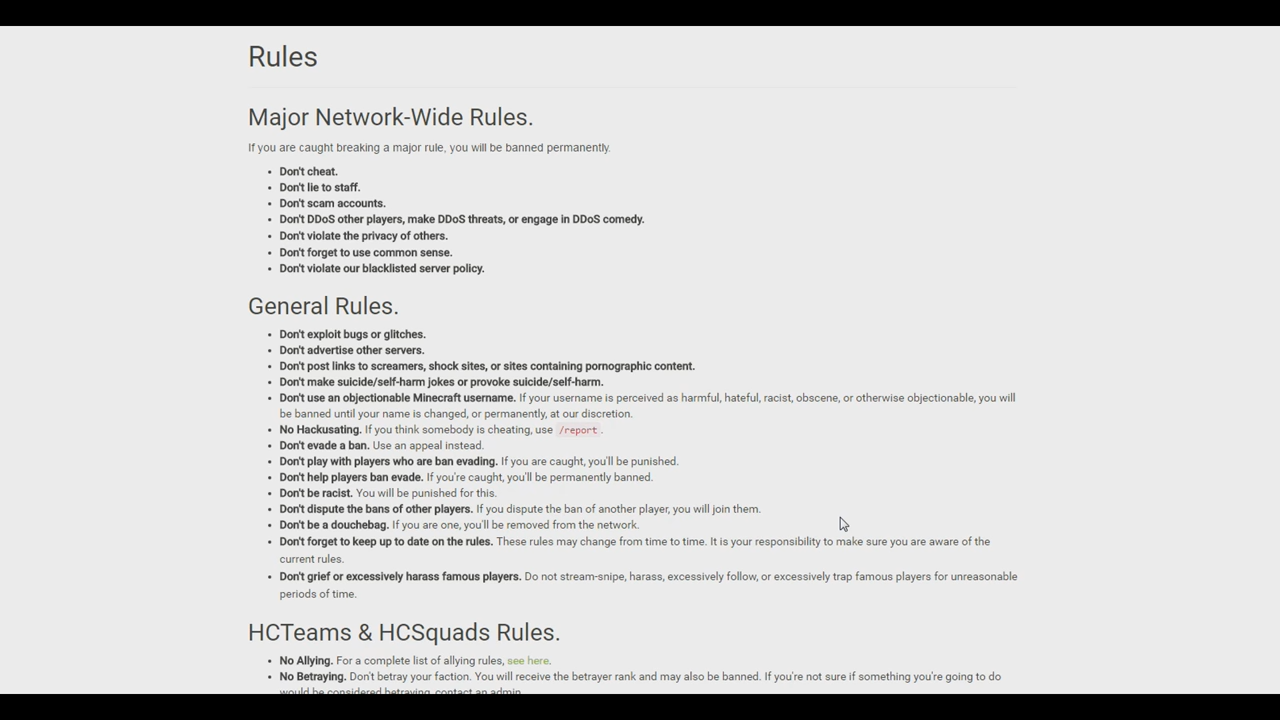 Rules
Major Network-Wide Rules.
If you are caught breaking a major rule, you will be banned permanently.
• Don't cheat.
• Don't lie to staff.
• Don't scam accounts.
• Don't DDoS other players, make DDoS threats, or engage in DDoS comedy.
• Don't violate the privacy of others.
• Don't forget to use common sense.
• Don't violate our blacklisted server policy.
General Rules.
• Don't exploit bugs or glitches.
• Don't advertise other servers.
• Don't post links to screamers, shock sites, or sites containing pornographic content.
• Don't make suicide/self-harm jokes or provoke suicide/self-harm.
• Don't use an objectionable Minecraft username. If your username is perceived as harmful, hateful, racist, obscene, or otherwise objectionable, you will
be banned until your name is changed, or permanently, at our discretion.
• No Hackusating. If you think somebody is cheating, use /report .
• Don't evade a ban. Use an appeal instead.
• Don't play with players who are ban evading. If you are caught, you'll be punished.
• Don't help players ban evade. If you're caught, you'll be permanently banned.
• Don't be racist. You will be punished for this.
• Don't dispute the bans of other players. If you dispute the ban of another player, you will join them.
• Don't be a douchebag. If you are one, you'll be removed from the network.
• Don't forget to keep up to date on the rules. These rules may change from time to time. It is your responsibility to make sure you are aware of the
current rules.
• Don't grief or excessively harass famous players. Do not stream-snipe, harass, excessively follow, or excessively trap famous players for unreasonable
periods of time.
HCTeams & HCSquads Rules.
• No Allying. For a complete list of allying rules, see here.
• No Betraying. Don't betray your faction. You will receive the betrayer rank and may also be banned. If you're not sure if something you're going to do
would be considered betraying, contact an admin.